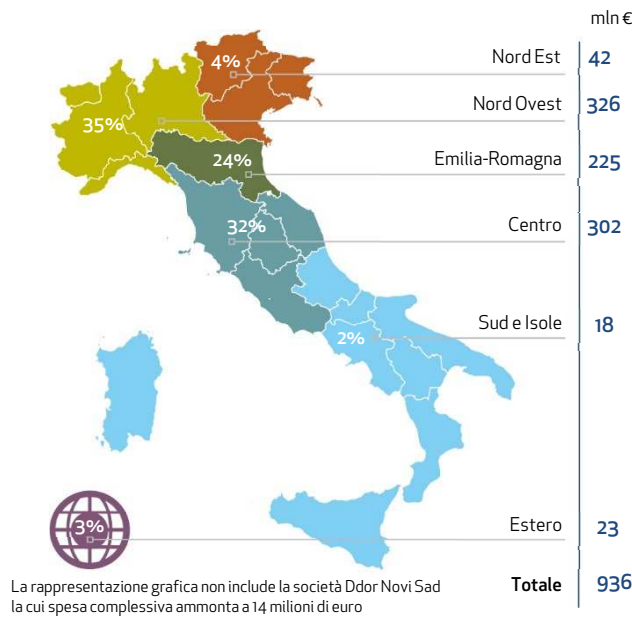 mln €
4%
Nord Est 42
Nord Ovest 326
35%
24%
Emilia-Romagna 225
32%
Centro 302
Sud e Isole 18
2%
3%
Estero 23
La rappresentazione grafica non include la società Ddor Novi Sad
la cui spesa complessiva ammonta a 14 milioni di euro
Totale 936